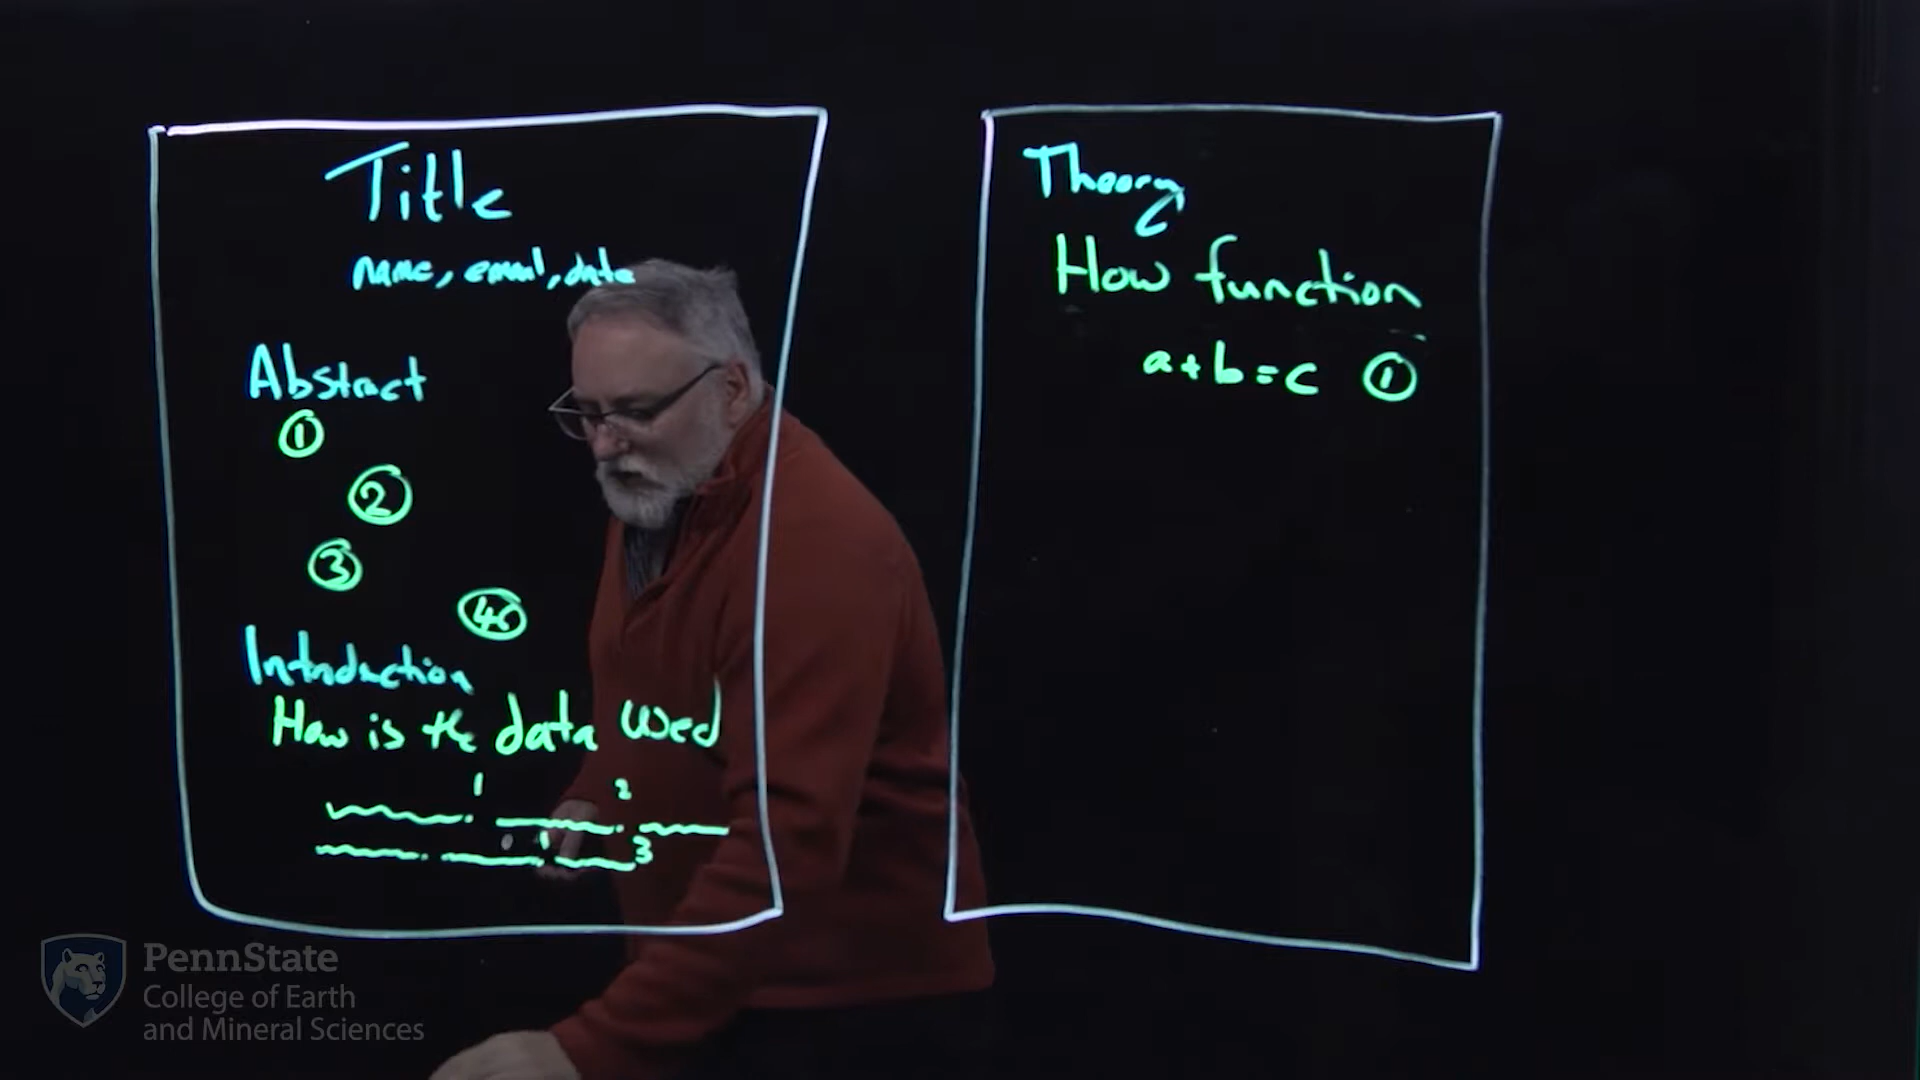 Title
name, email, date
Abstract
①
②
③
46
Introduction
How is the data used
1 2
3
Theory
How function
a+b=c ①
PennState
College of Earth
and Mineral Sciences